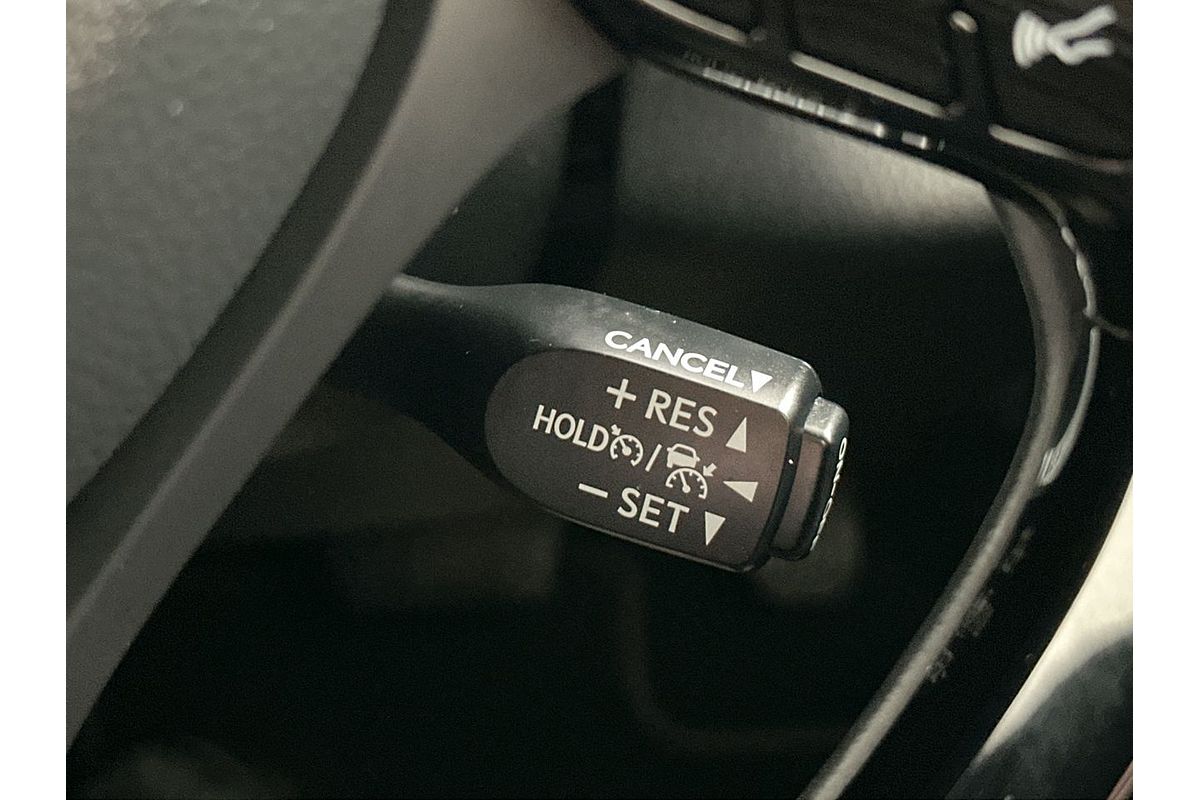 CANCEL▼
+ RES ▲
HOLD / ◀
− SET ▼